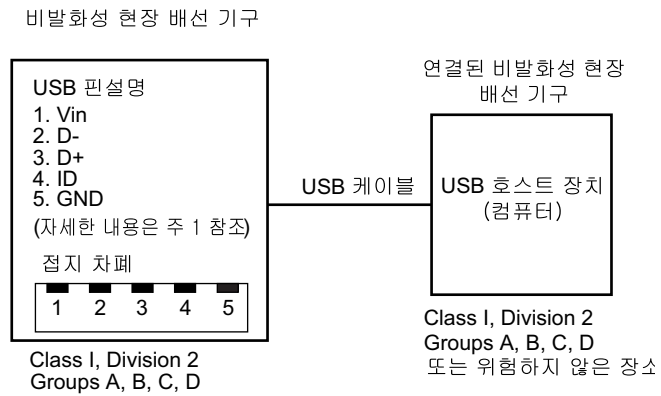 비발화성 현장 배선 기구
USB 핀설명
1. Vin
2. D-
3. D+
4. ID
5. GND
(자세한 내용은 주 1 참조)
접지 차폐
1 2 3 4 5
Class I, Division 2
Groups A, B, C, D
USB 케이블
연결된 비발화성 현장
배선 기구
USB 호스트 장치
(컴퓨터)
Class I, Division 2
Groups A, B, C, D
또는 위험하지 않은 장소